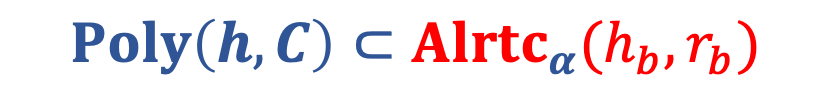 Poly(h, C) ⊂ Alrtc_α(h_b, r_b)